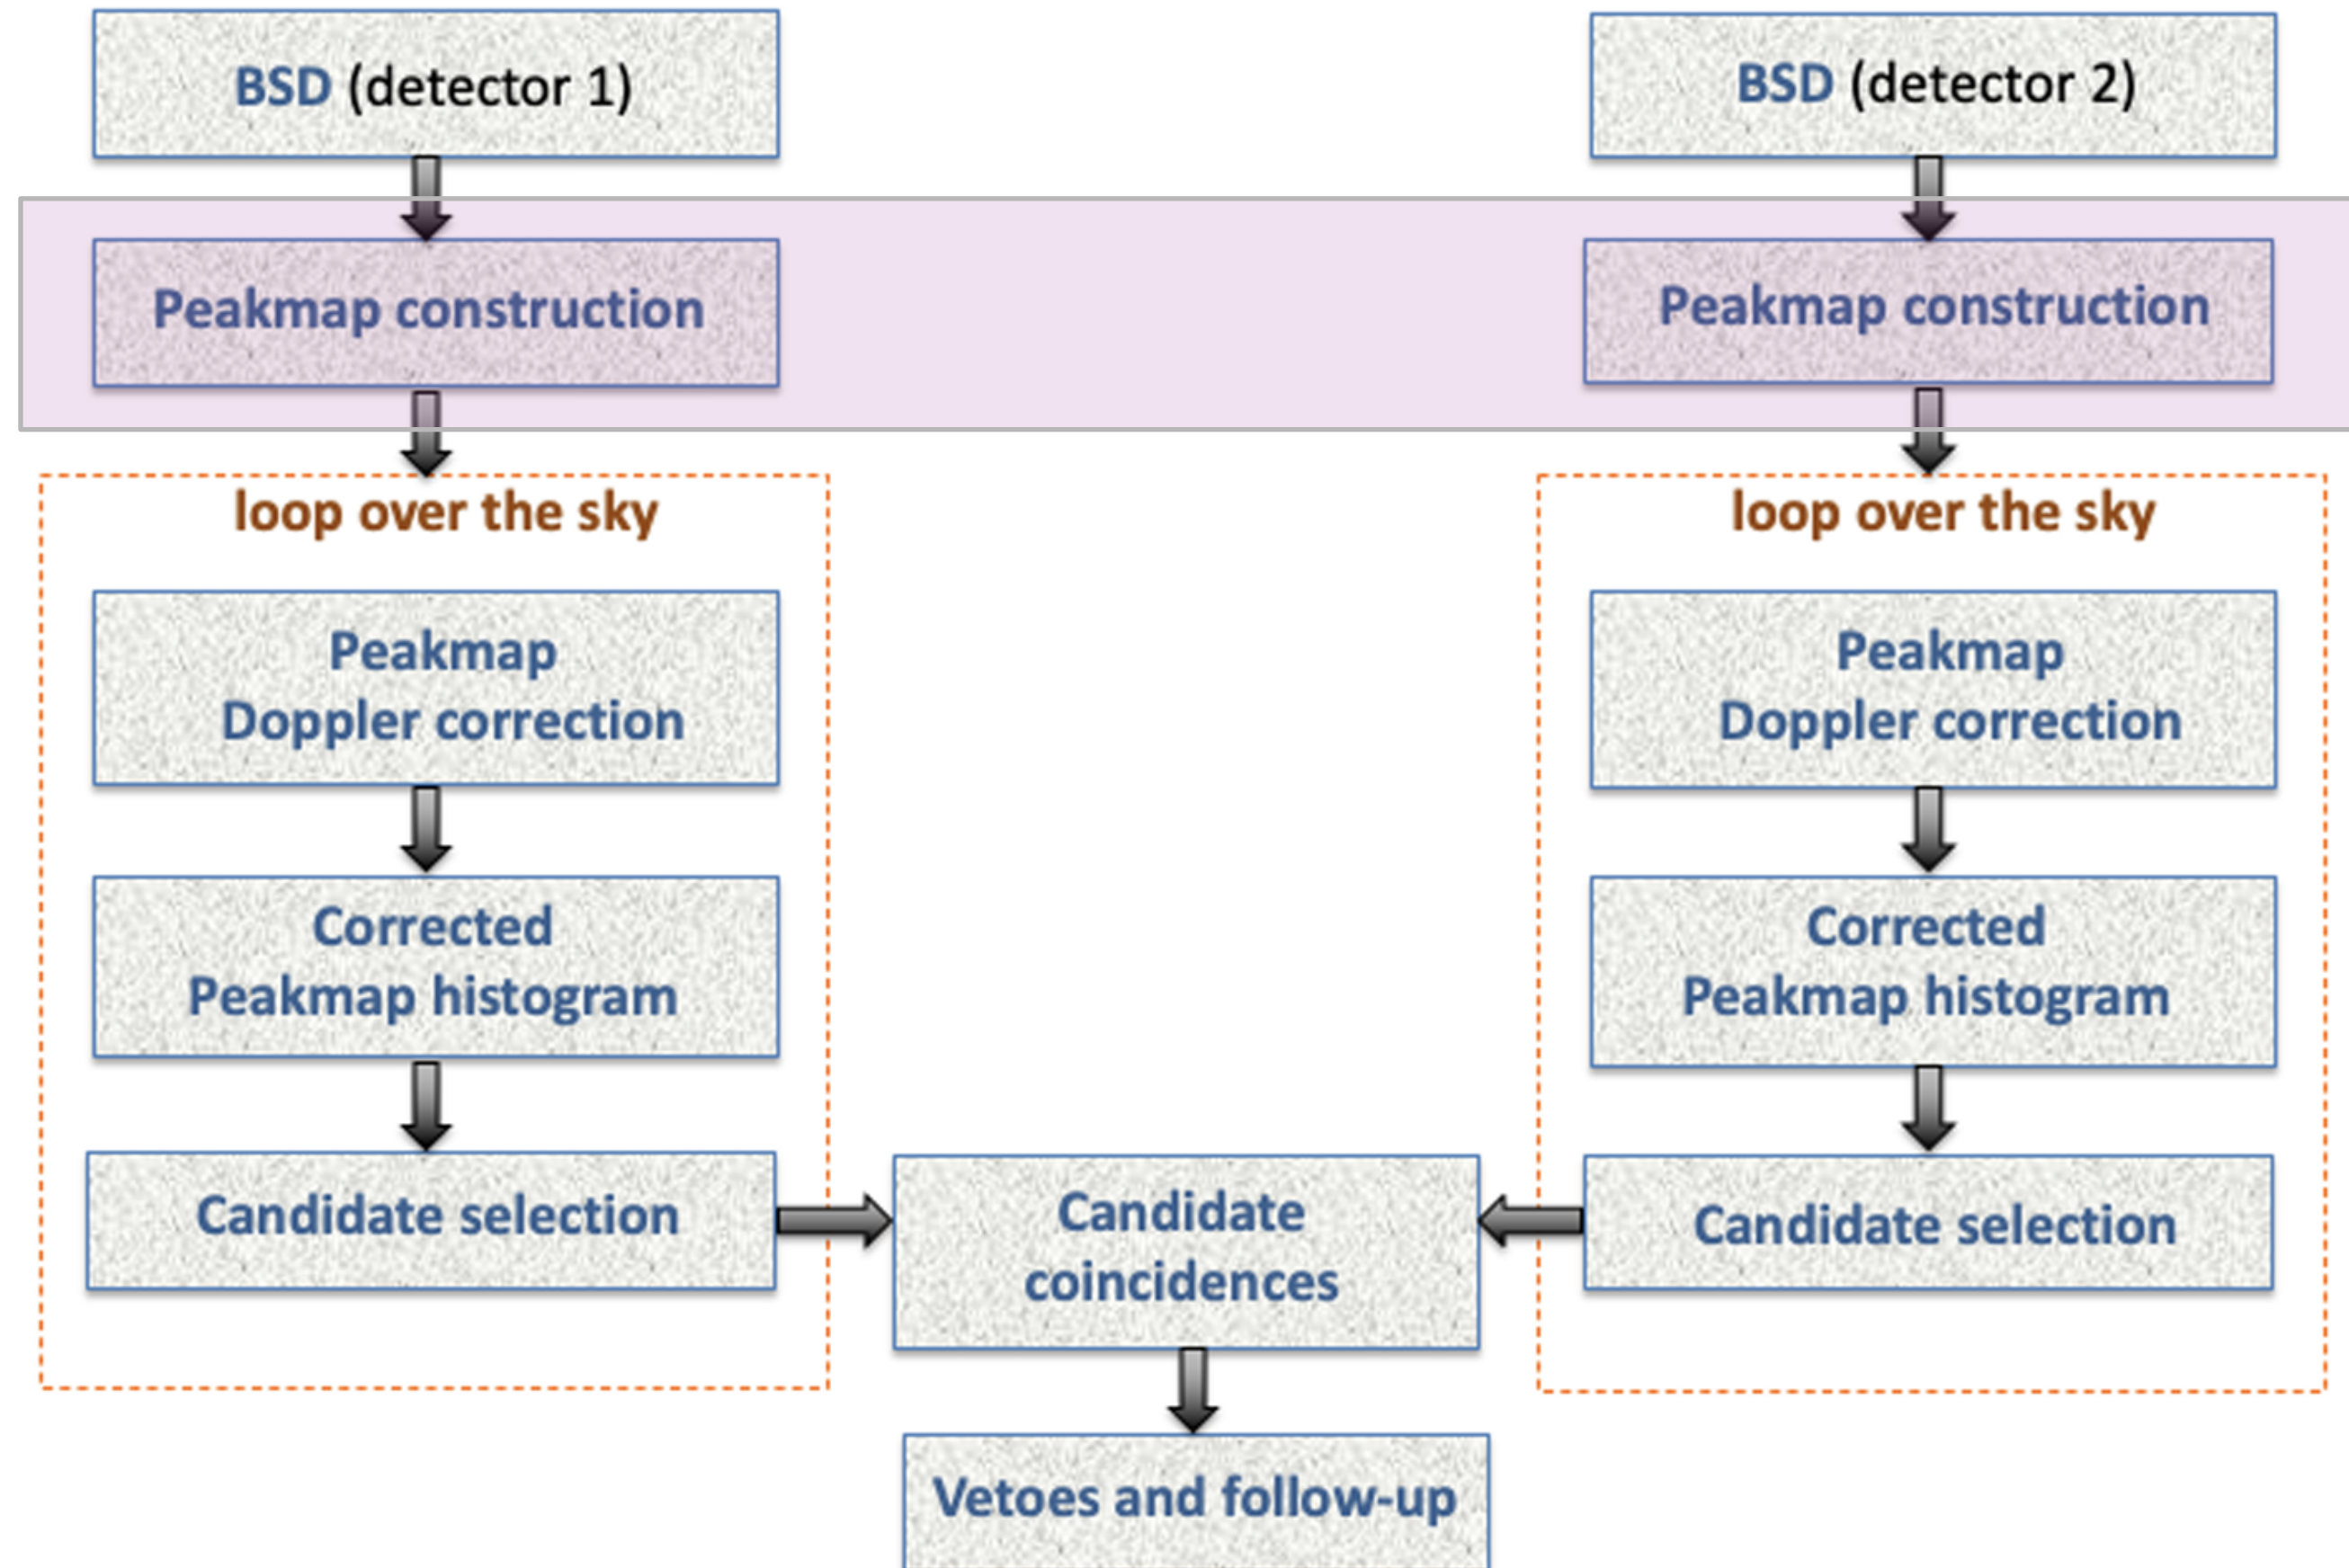 BSD (detector 1)
BSD (detector 2)
Peakmap construction
Peakmap construction
loop over the sky
loop over the sky
Peakmap
Doppler correction
Peakmap
Doppler correction
Corrected
Peakmap histogram
Corrected
Peakmap histogram
Candidate selection
Candidate
coincidences
Candidate selection
Vetoes and follow-up